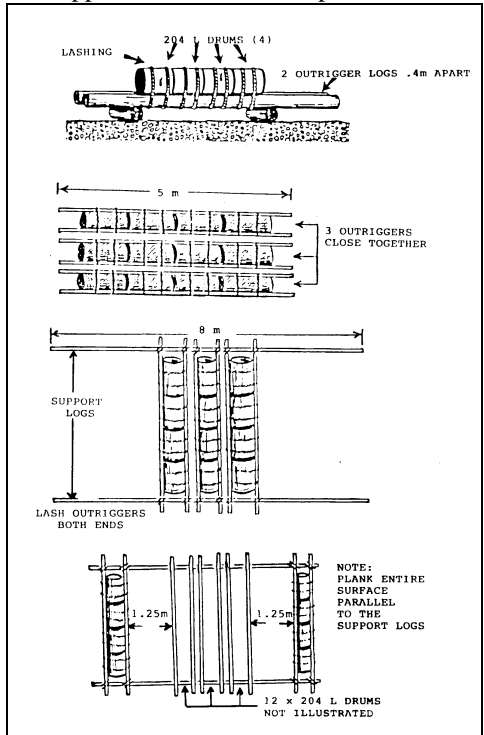 204 L DRUMS (4)
LASHING
2 OUTRIGGER LOGS .4m APART
5 m
3 OUTRIGGERS
CLOSE TOGETHER
8 m
SUPPORT
LOGS
LASH OUTRIGGERS
BOTH ENDS
NOTE:
PLANK ENTIRE
SURFACE
PARALLEL
TO THE
SUPPORT LOGS
1.25m
1.25m
12 x 204 L DRUMS
NOT ILLUSTRATED